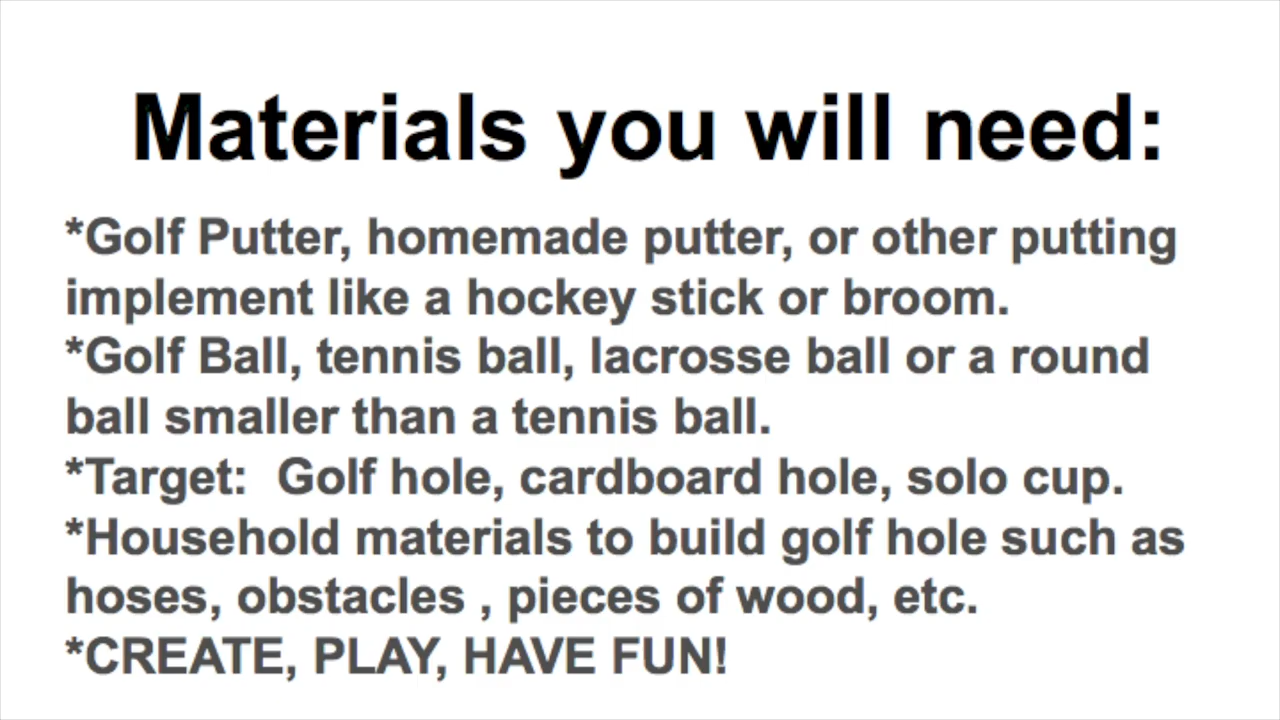 Materials you will need:
*Golf Putter, homemade putter, or other putting
implement like a hockey stick or broom.
*Golf Ball, tennis ball, lacrosse ball or a round
ball smaller than a tennis ball.
*Target:  Golf hole, cardboard hole, solo cup.
*Household materials to build golf hole such as
hoses, obstacles , pieces of wood, etc.
*CREATE, PLAY, HAVE FUN!